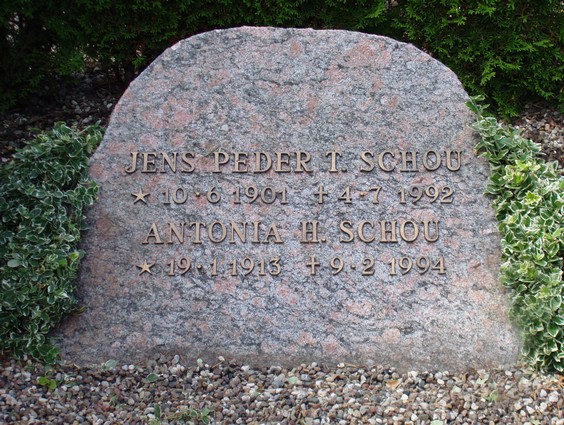 JENS PEDER T. SCHOU
★ 10·6 1901 ✝ 4·7 1992
ANTONIA H. SCHOU
★ 19·1 1913 ✝ 9·2 1994